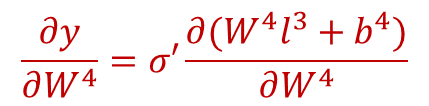 ∂y/∂W⁴ = σ′ ∂(W⁴l³ + b⁴)/∂W⁴